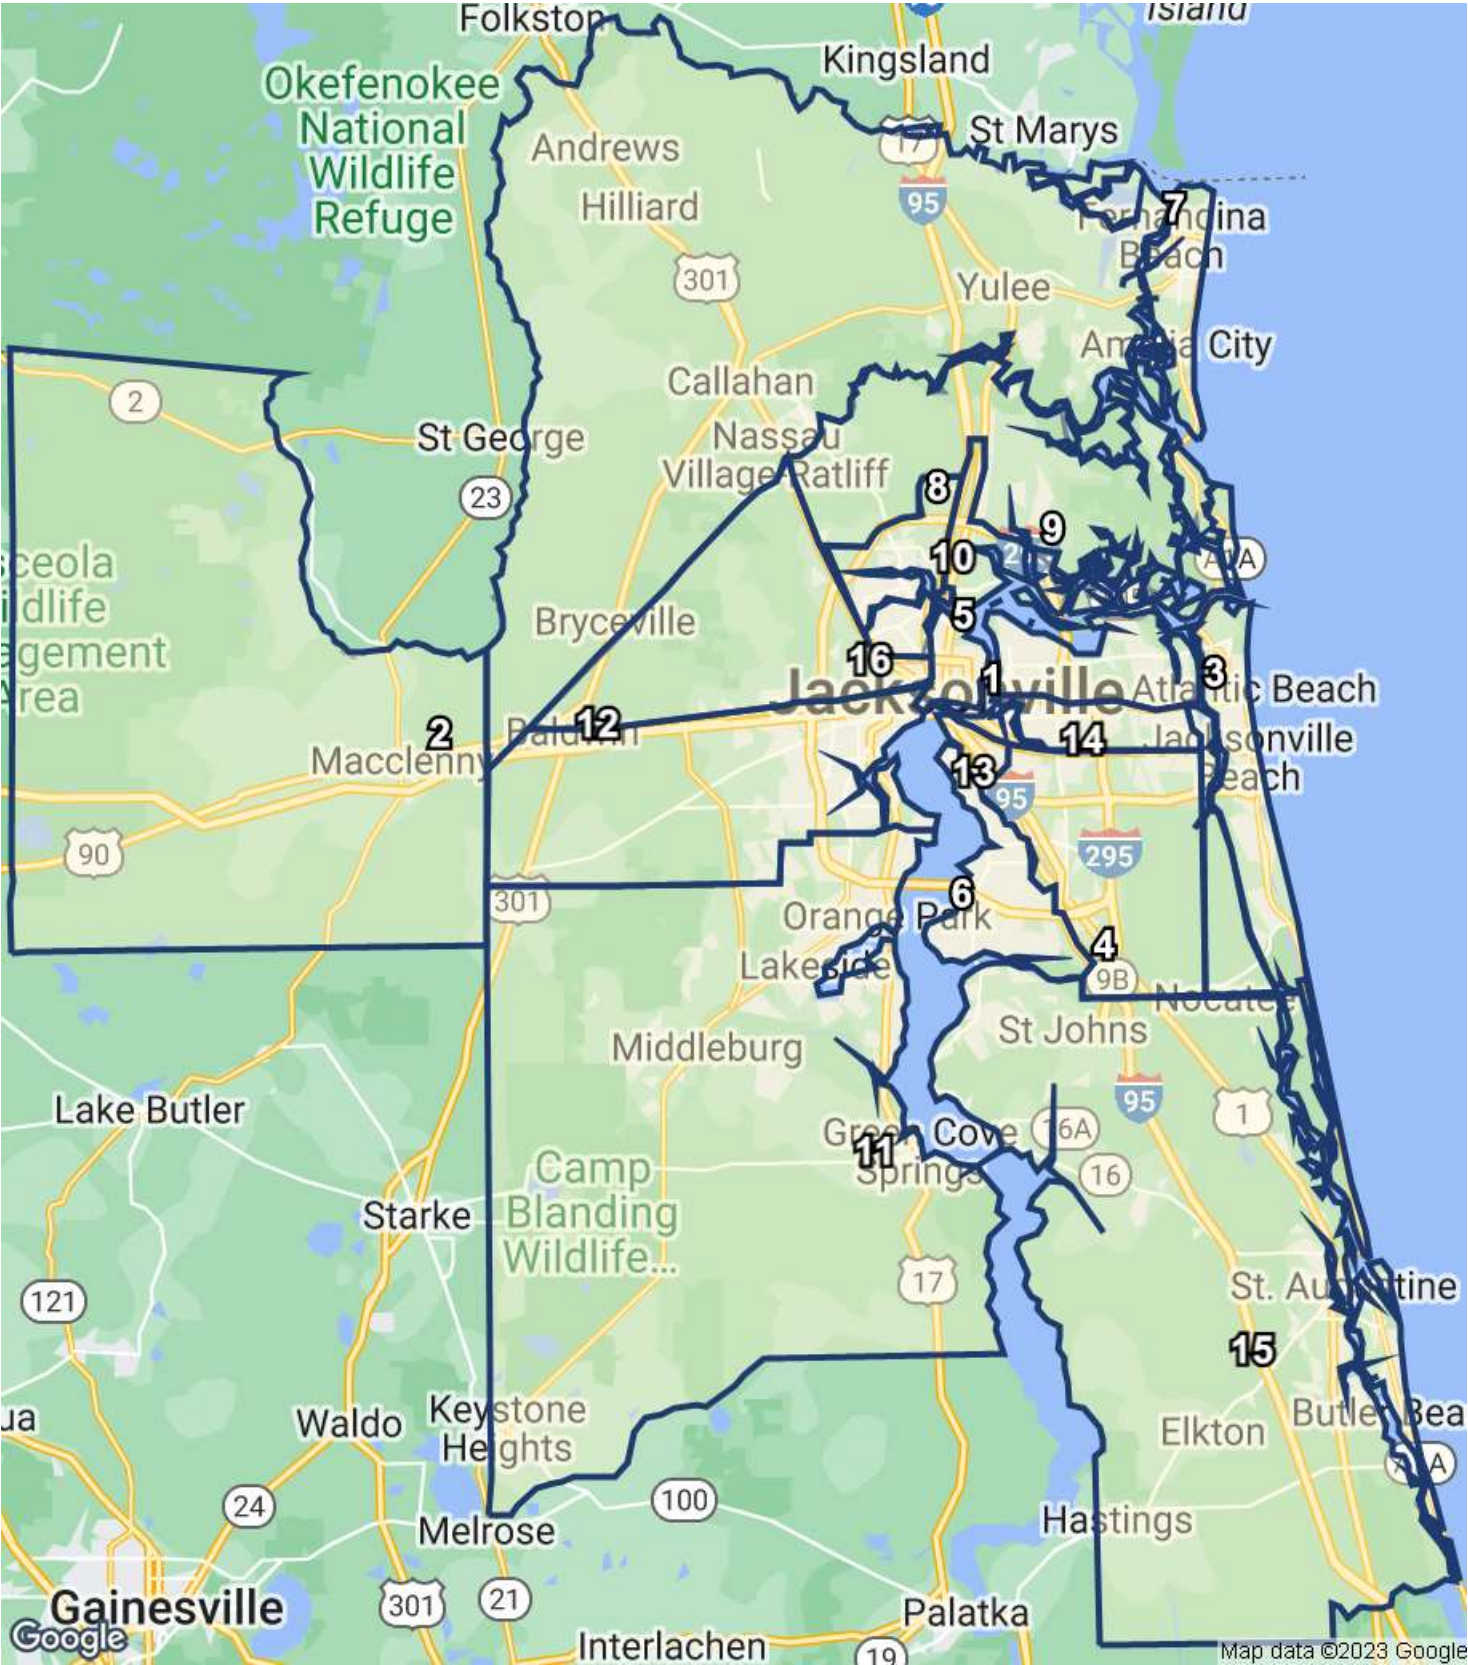 Folkston
Island
Kingsland
Okefenokee
National
Wildlife
Refuge
17
St Marys
Andrews
95
Hilliard
7
Fernandina
Beach
301
Yulee
Amelia City
2
Callahan
St George
Nassau
Village-Ratliff
23
8
9
sceola
ildlife
agement
Area
10
A1A
Bryceville
5
16
1
3
Jacksonville
Atlantic Beach
2
12
Baldwin
Macclenny
14
Jacksonville
Beach
13
95
90
295
301
6
Orange Park
4
Lakeside
9B
Nocatee
St Johns
Middleburg
95
1
Lake Butler
Green Cove
Springs
16A
11
16
Camp
Blanding
Wildlife...
Starke
17
121
St. Augustine
15
ua
Waldo
Keystone
Heights
Butler Bea
Elkton
A
24
100
Melrose
Hastings
Gainesville
301
21
Palatka
Google
Interlachen
19
Map data ©2023 Google